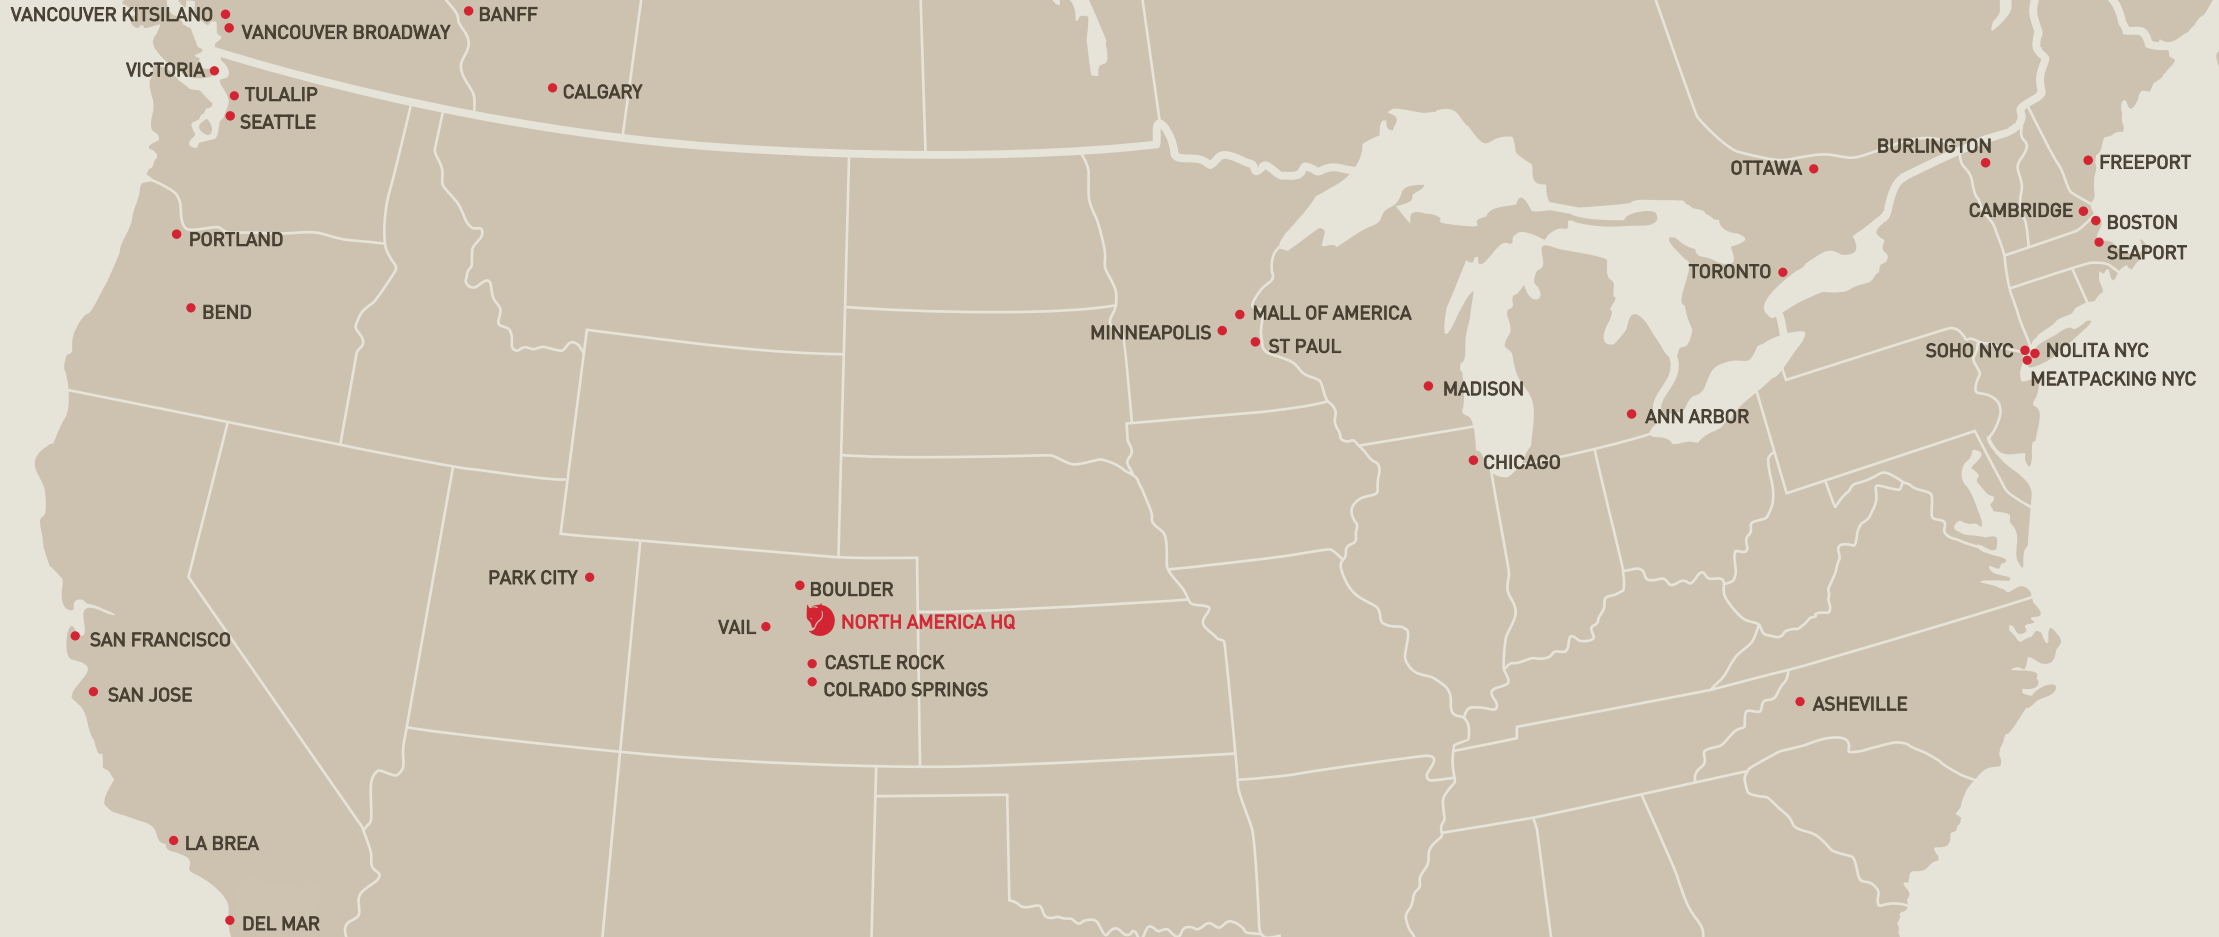 VANCOUVER KITSILANO
VANCOUVER BROADWAY
BANFF
VICTORIA
TULALIP
SEATTLE
CALGARY
PORTLAND
BEND
BURLINGTON
OTTAWA
FREEPORT
CAMBRIDGE
BOSTON
SEAPORT
TORONTO
MALL OF AMERICA
MINNEAPOLIS
ST PAUL
SOHO NYC
NOLITA NYC
MEATPACKING NYC
MADISON
ANN ARBOR
CHICAGO
PARK CITY
BOULDER
VAIL
NORTH AMERICA HQ
CASTLE ROCK
COLRADO SPRINGS
SAN FRANCISCO
SAN JOSE
ASHEVILLE
LA BREA
DEL MAR